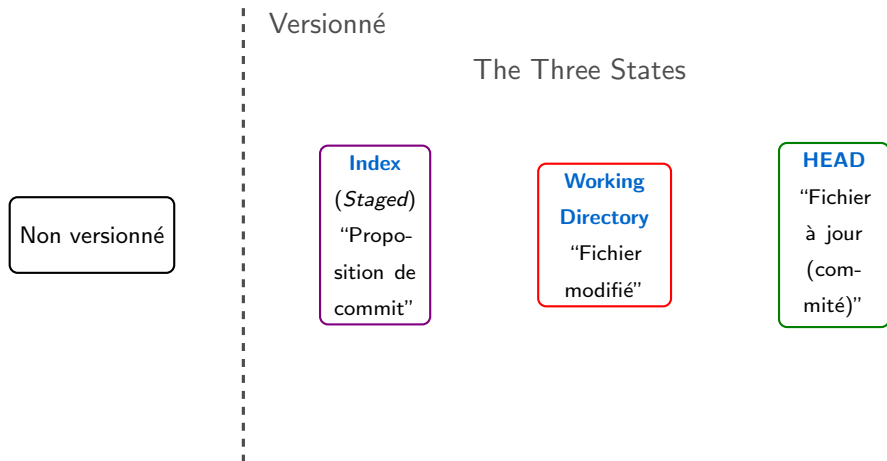 Versionné
The Three States
Non versionné
Index
(Staged)
“Propo-
sition de
commit”
Working
Directory
“Fichier
modifié”
HEAD
“Fichier
à jour
(com-
mité)”